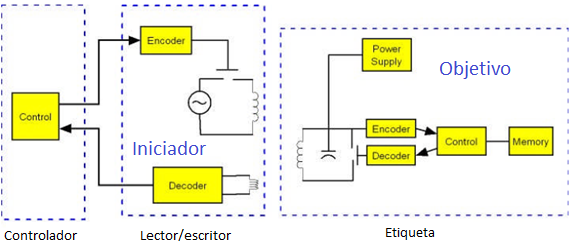 Encoder
Control
Iniciador
Decoder
Controlador
Lector/escritor
Power
Supply
Objetivo
Encoder
Decoder
Control
Memory
Etiqueta